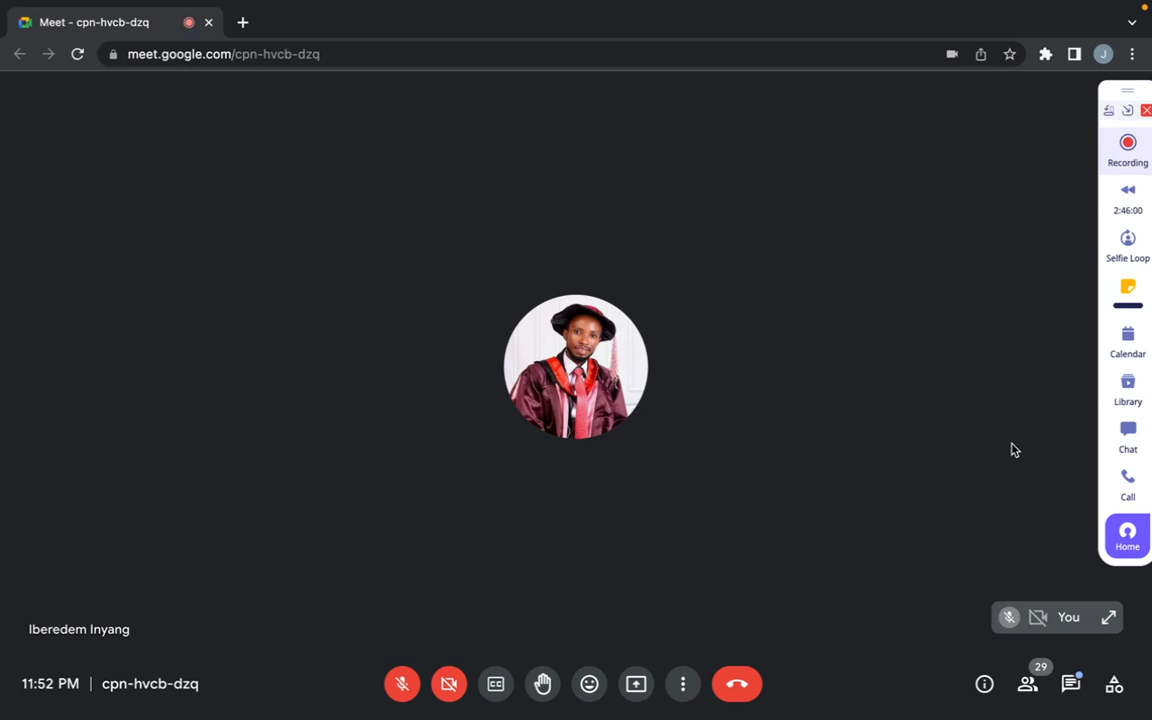 Meet - cpn-hvcb-dzq
meet.google.com/cpn-hvcb-dzq
J
Recording
2:46:00
Selfie Loop
Calendar
Library
Chat
Call
Home
You
Iberedem Inyang
29
11:52 PM | cpn-hvcb-dzq
CC